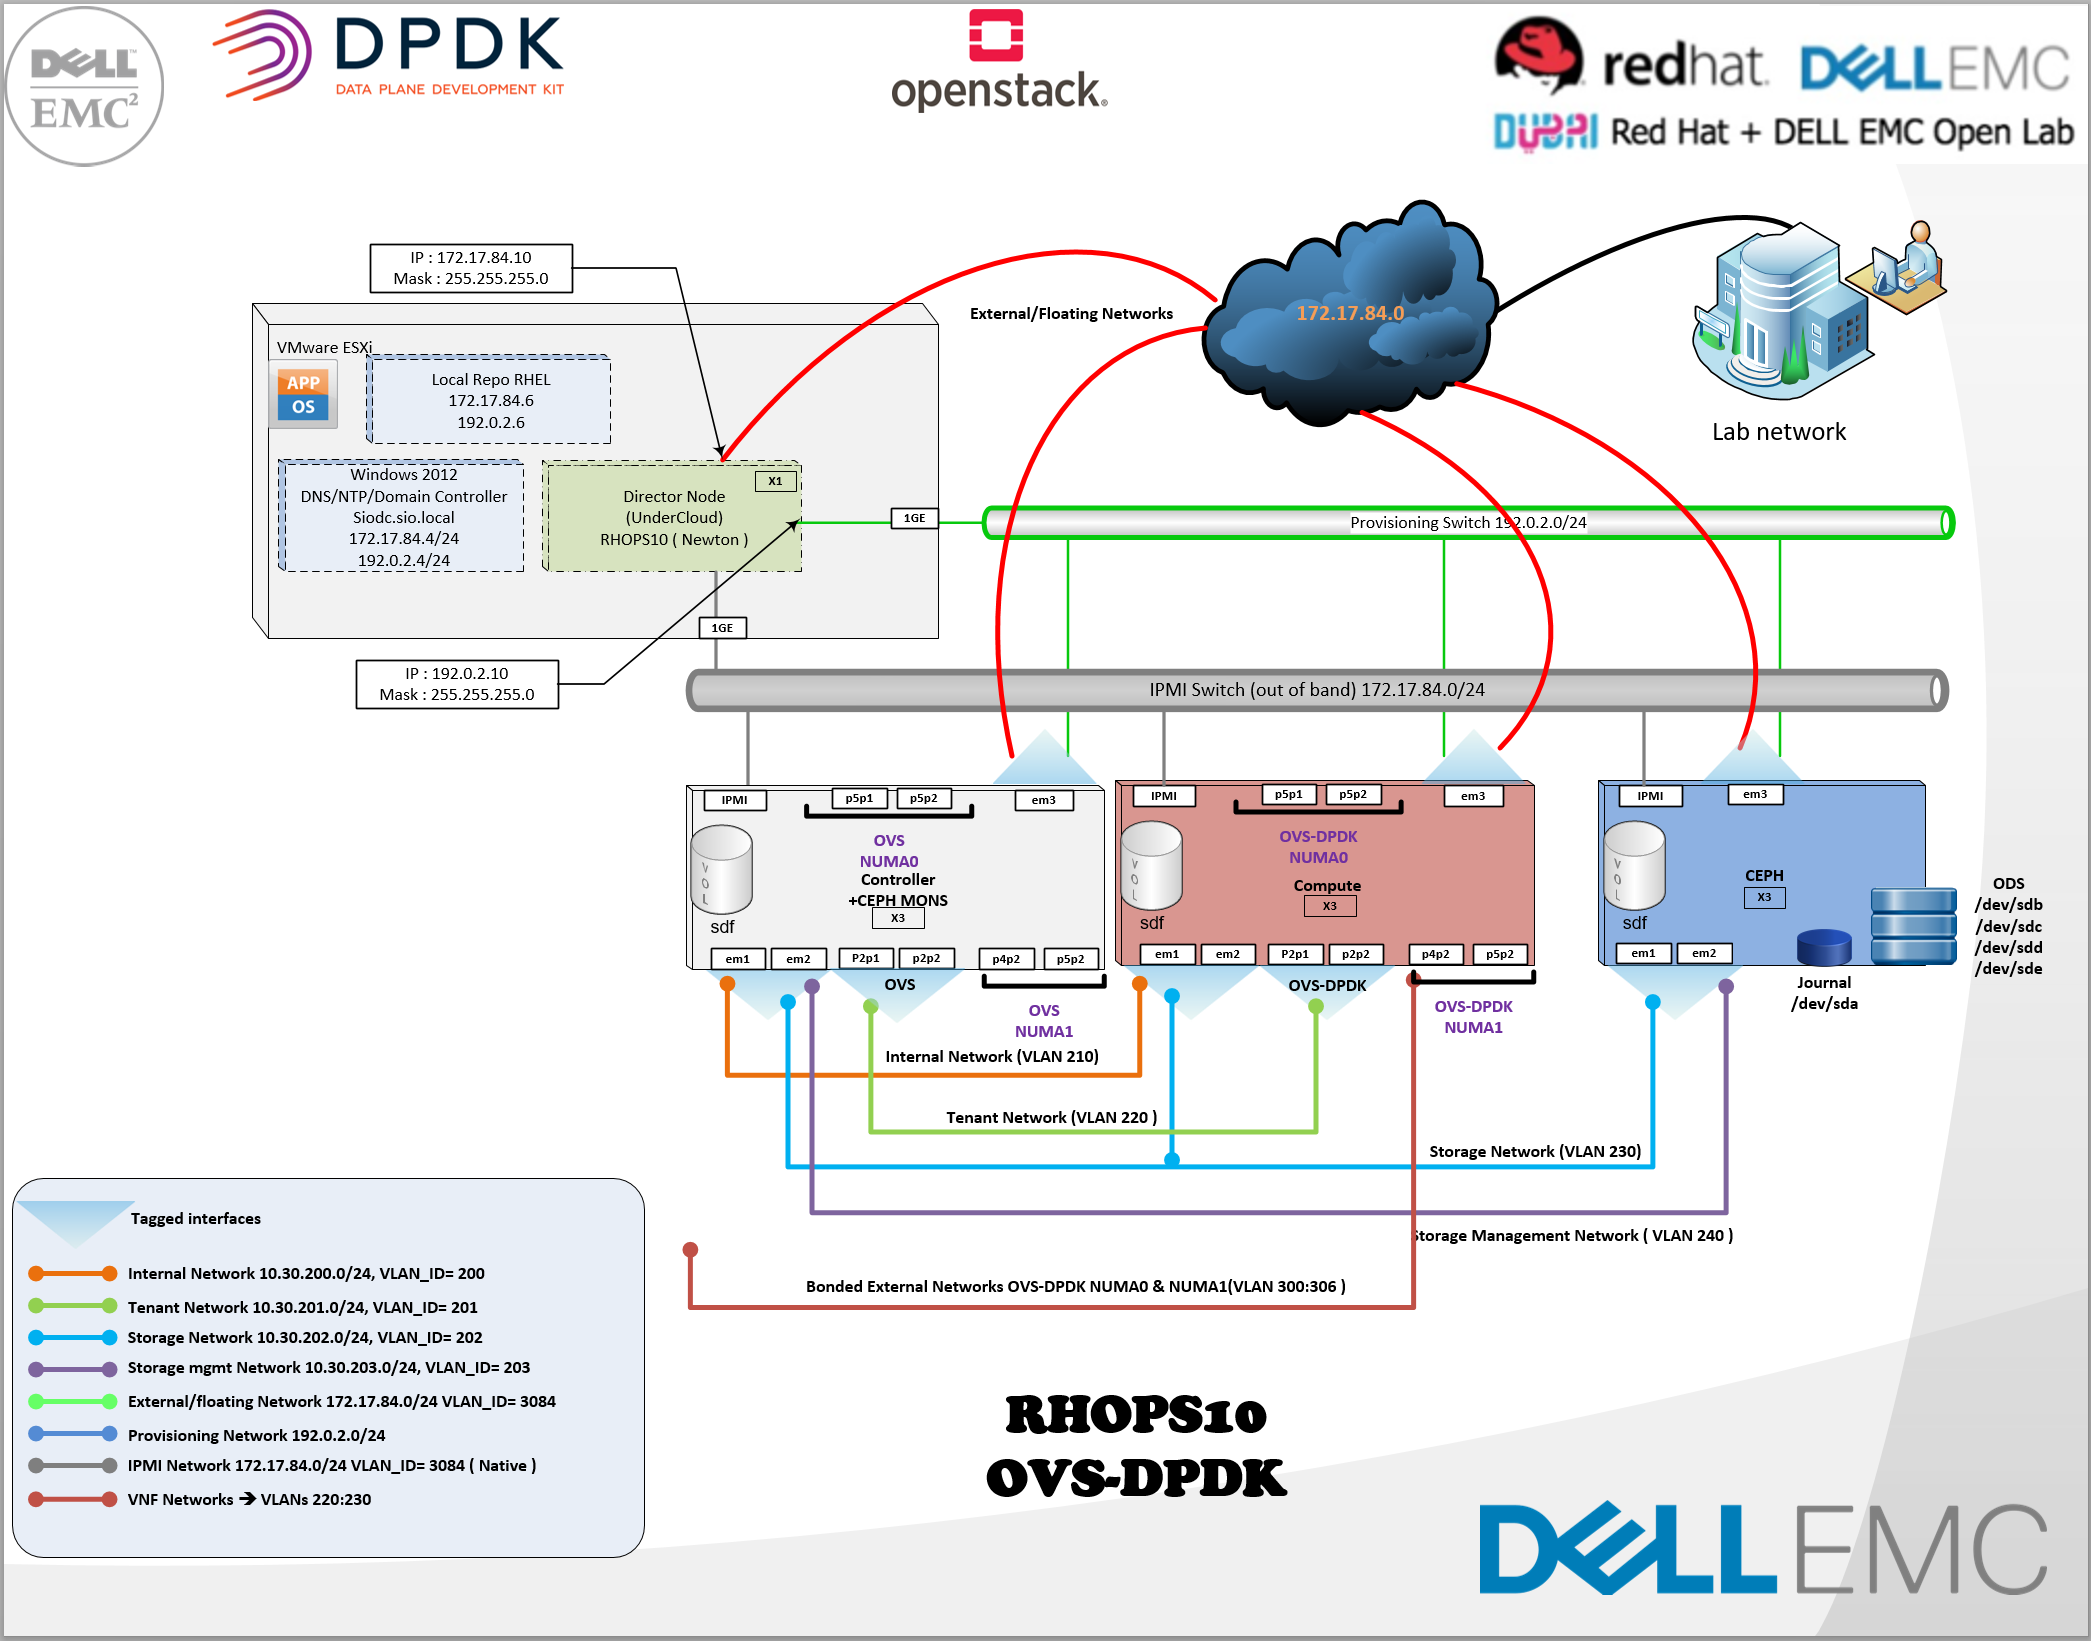 DELL™
EMC²
DPDK
DATA PLANE DEVELOPMENT KIT
openstack®
redhat.
DELLEMC
DUBAI Red Hat + DELL EMC Open Lab
IP : 172.17.84.10
Mask : 255.255.255.0
External/Floating Networks
172.17.84.0
Lab network
VMware ESXi
APP
OS
Local Repo RHEL
172.17.84.6
192.0.2.6
Windows 2012
DNS/NTP/Domain Controller
Siodc.sio.local
172.17.84.4/24
192.0.2.4/24
X1
Director Node
(UnderCloud)
RHOPS10 ( Newton )
1GE
Provisioning Switch 192.0.2.0/24
1GE
IP : 192.0.2.10
Mask : 255.255.255.0
IPMI Switch (out of band) 172.17.84.0/24
IPMI
p5p1
p5p2
em3
OVS
NUMA0
Controller
+CEPH MONS
X3
VOL
sdf
em1
em2
P2p1
p2p2
p4p2
p5p2
OVS
OVS
NUMA1
IPMI
p5p1
p5p2
em3
OVS-DPDK
NUMA0
Compute
X3
VOL
sdf
em1
em2
P2p1
p2p2
p4p2
p5p2
OVS-DPDK
OVS-DPDK
NUMA1
IPMI
em3
CEPH
X3
VOL
sdf
em1
em2
Journal
/dev/sda
ODS
/dev/sdb
/dev/sdc
/dev/sdd
/dev/sde
Internal Network (VLAN 210)
Tenant Network (VLAN 220 )
Storage Network (VLAN 230)
Storage Management Network ( VLAN 240 )
Bonded External Networks OVS-DPDK NUMA0 & NUMA1(VLAN 300:306 )
Tagged interfaces
Internal Network 10.30.200.0/24, VLAN_ID= 200
Tenant Network 10.30.201.0/24, VLAN_ID= 201
Storage Network 10.30.202.0/24, VLAN_ID= 202
Storage mgmt Network 10.30.203.0/24, VLAN_ID= 203
External/floating Network 172.17.84.0/24 VLAN_ID= 3084
Provisioning Network 192.0.2.0/24
IPMI Network 172.17.84.0/24 VLAN_ID= 3084 ( Native )
VNF Networks ➔ VLANs 220:230
RHOPS10
OVS-DPDK
DELLEMC